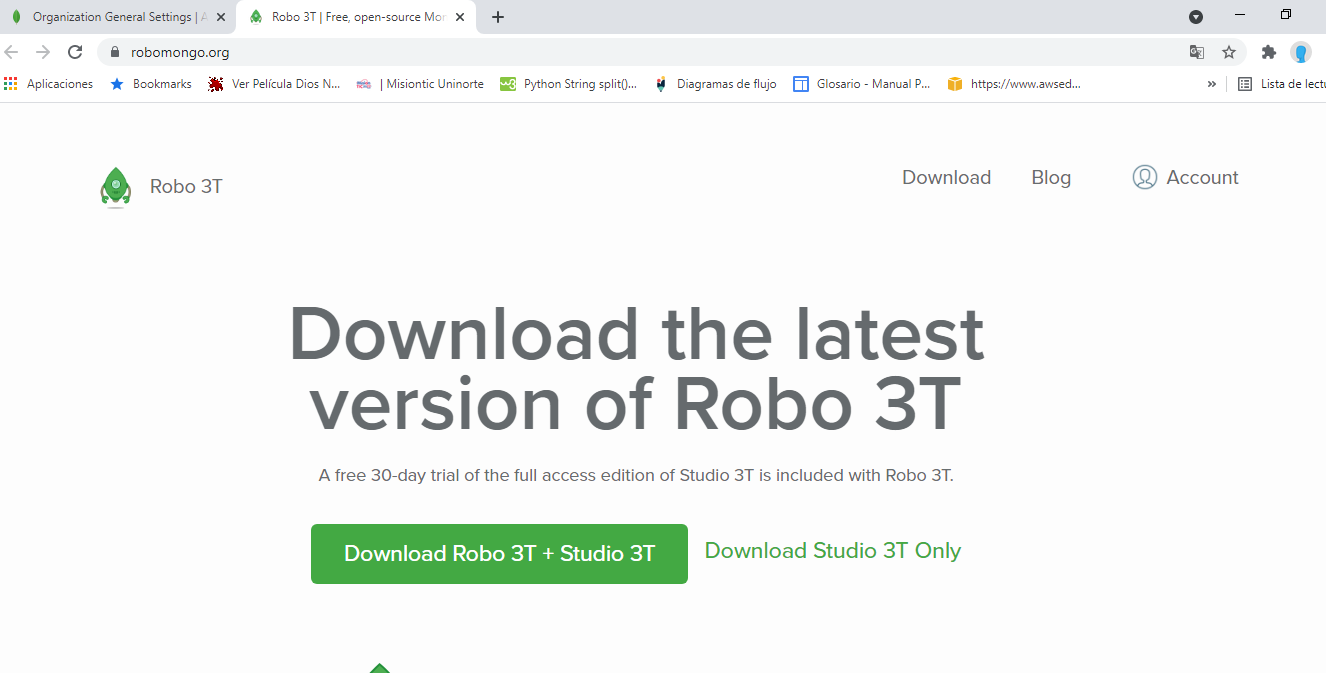 Organization General Settings | A
Robo 3T | Free, open-source Mon
robomongo.org
Aplicaciones
Bookmarks
Ver Película Dios N...
| Misiontic Uninorte
Python String split()...
Diagramas de flujo
Glosario - Manual P...
https://www.awsed...
»
Lista de lectu
Robo 3T
Download
Blog
Account
Download the latest
version of Robo 3T
A free 30-day trial of the full access edition of Studio 3T is included with Robo 3T.
Download Robo 3T + Studio 3T
Download Studio 3T Only